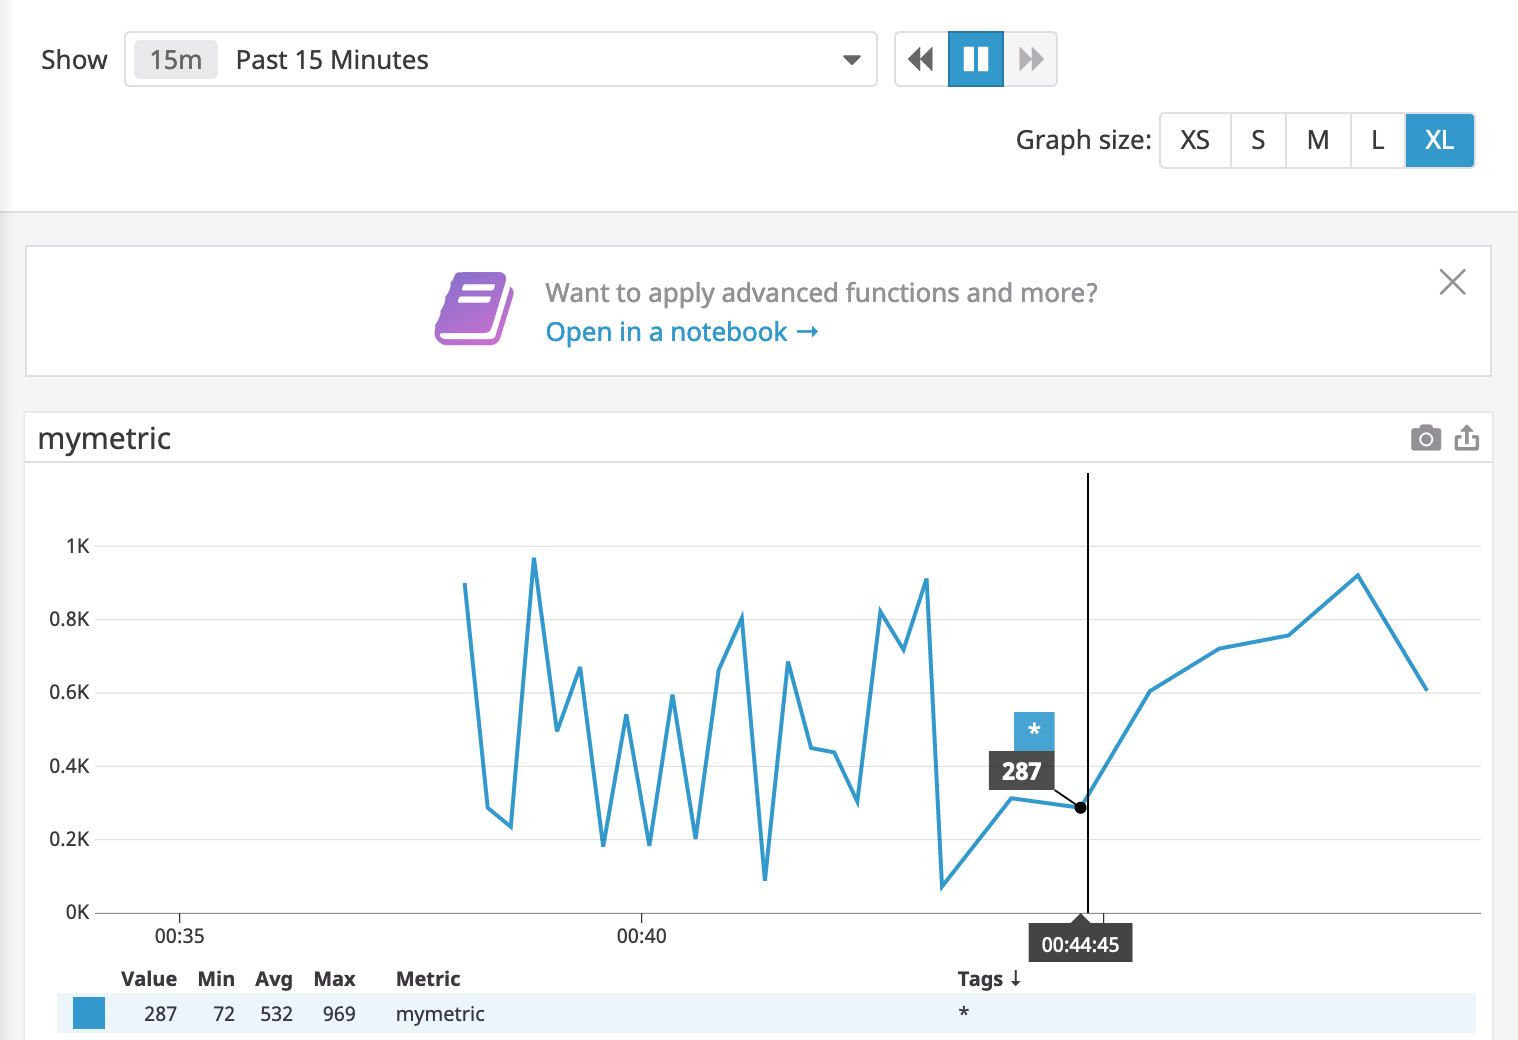 Show 15m Past 15 Minutes
Graph size: XS S M L XL
Want to apply advanced functions and more?
Open in a notebook →
mymetric
1K
0.8K
0.6K
*
0.4K
287
0.2K
0K
00:35 00:40 00:44:45
Value Min Avg Max Metric Tags ↓
287 72 532 969 mymetric *